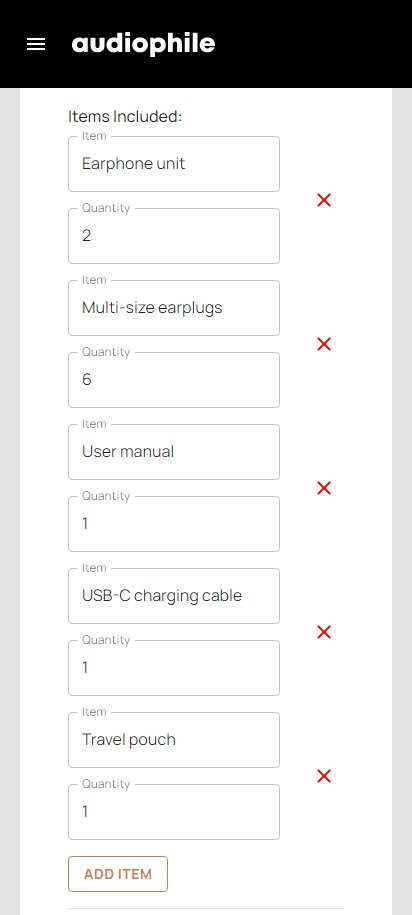 audiophile
Items Included:
Item
Earphone unit
Quantity
2
Item
Multi-size earplugs
Quantity
6
Item
User manual
Quantity
1
Item
USB-C charging cable
Quantity
1
Item
Travel pouch
Quantity
1
ADD ITEM